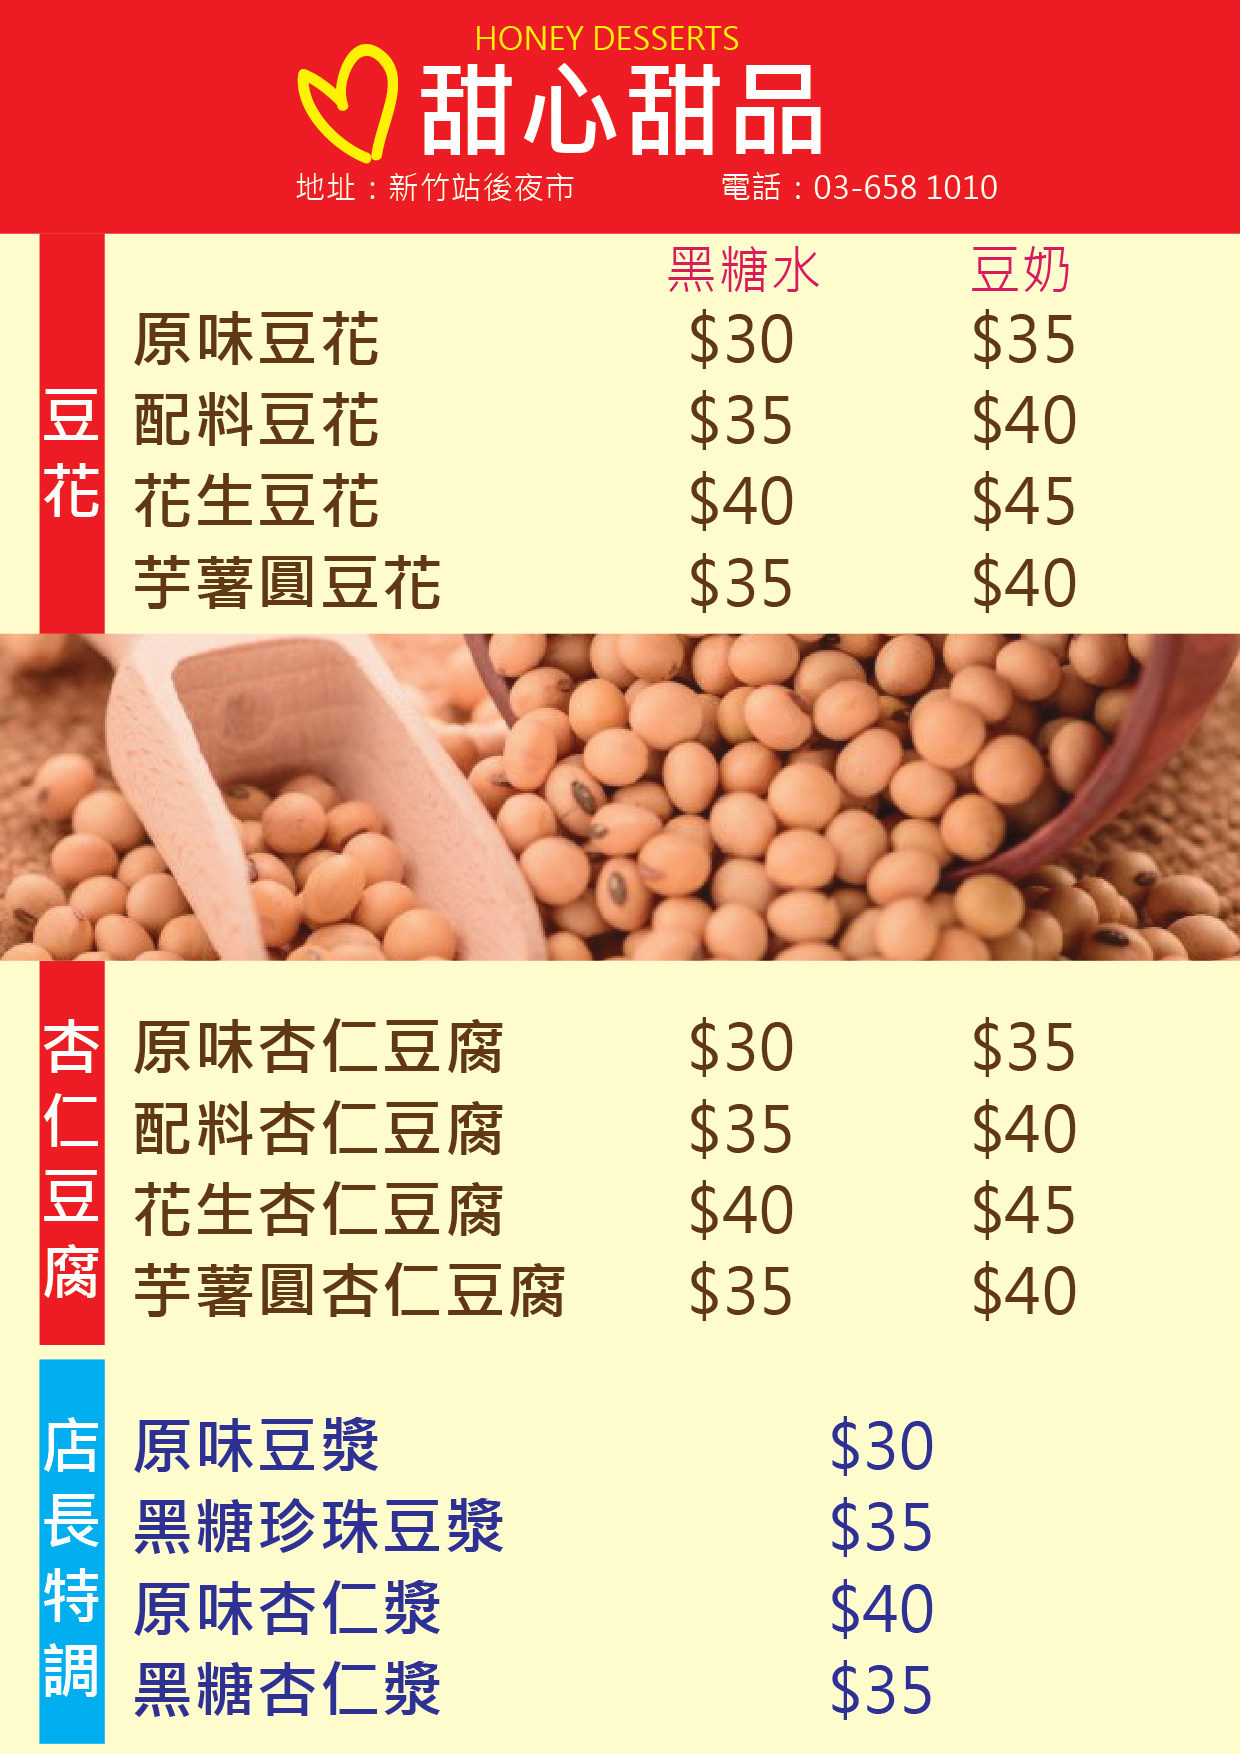 HONEY DESSERTS
甜心甜品
地址：新竹站後夜市 電話：03-658 1010
豆花
黑糖水 豆奶
原味豆花 $30 $35
配料豆花 $35 $40
花生豆花 $40 $45
芋薯圓豆花 $35 $40
杏仁豆腐
原味杏仁豆腐 $30 $35
配料杏仁豆腐 $35 $40
花生杏仁豆腐 $40 $45
芋薯圓杏仁豆腐 $35 $40
店長特調
原味豆漿 $30
黑糖珍珠豆漿 $35
原味杏仁漿 $40
黑糖杏仁漿 $35